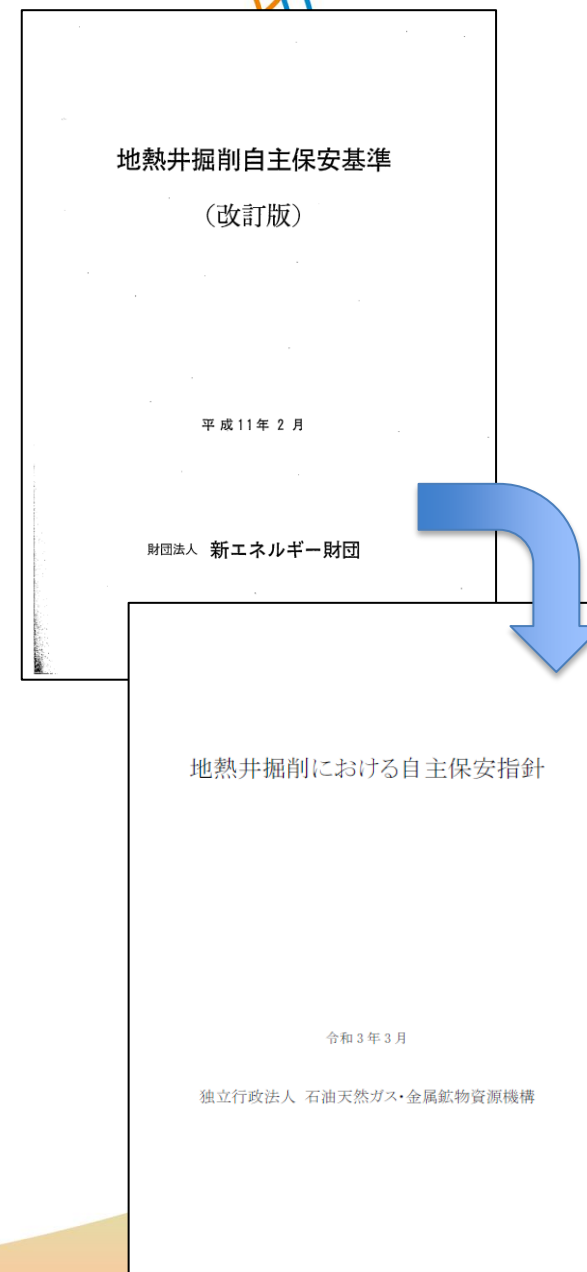 地熱井掘削自主保安基準
（改訂版）
平成11年2月
財団法人 新エネルギー財団
地熱井掘削における自主保安指針
令和3年3月
独立行政法人 石油天然ガス・金属鉱物資源機構